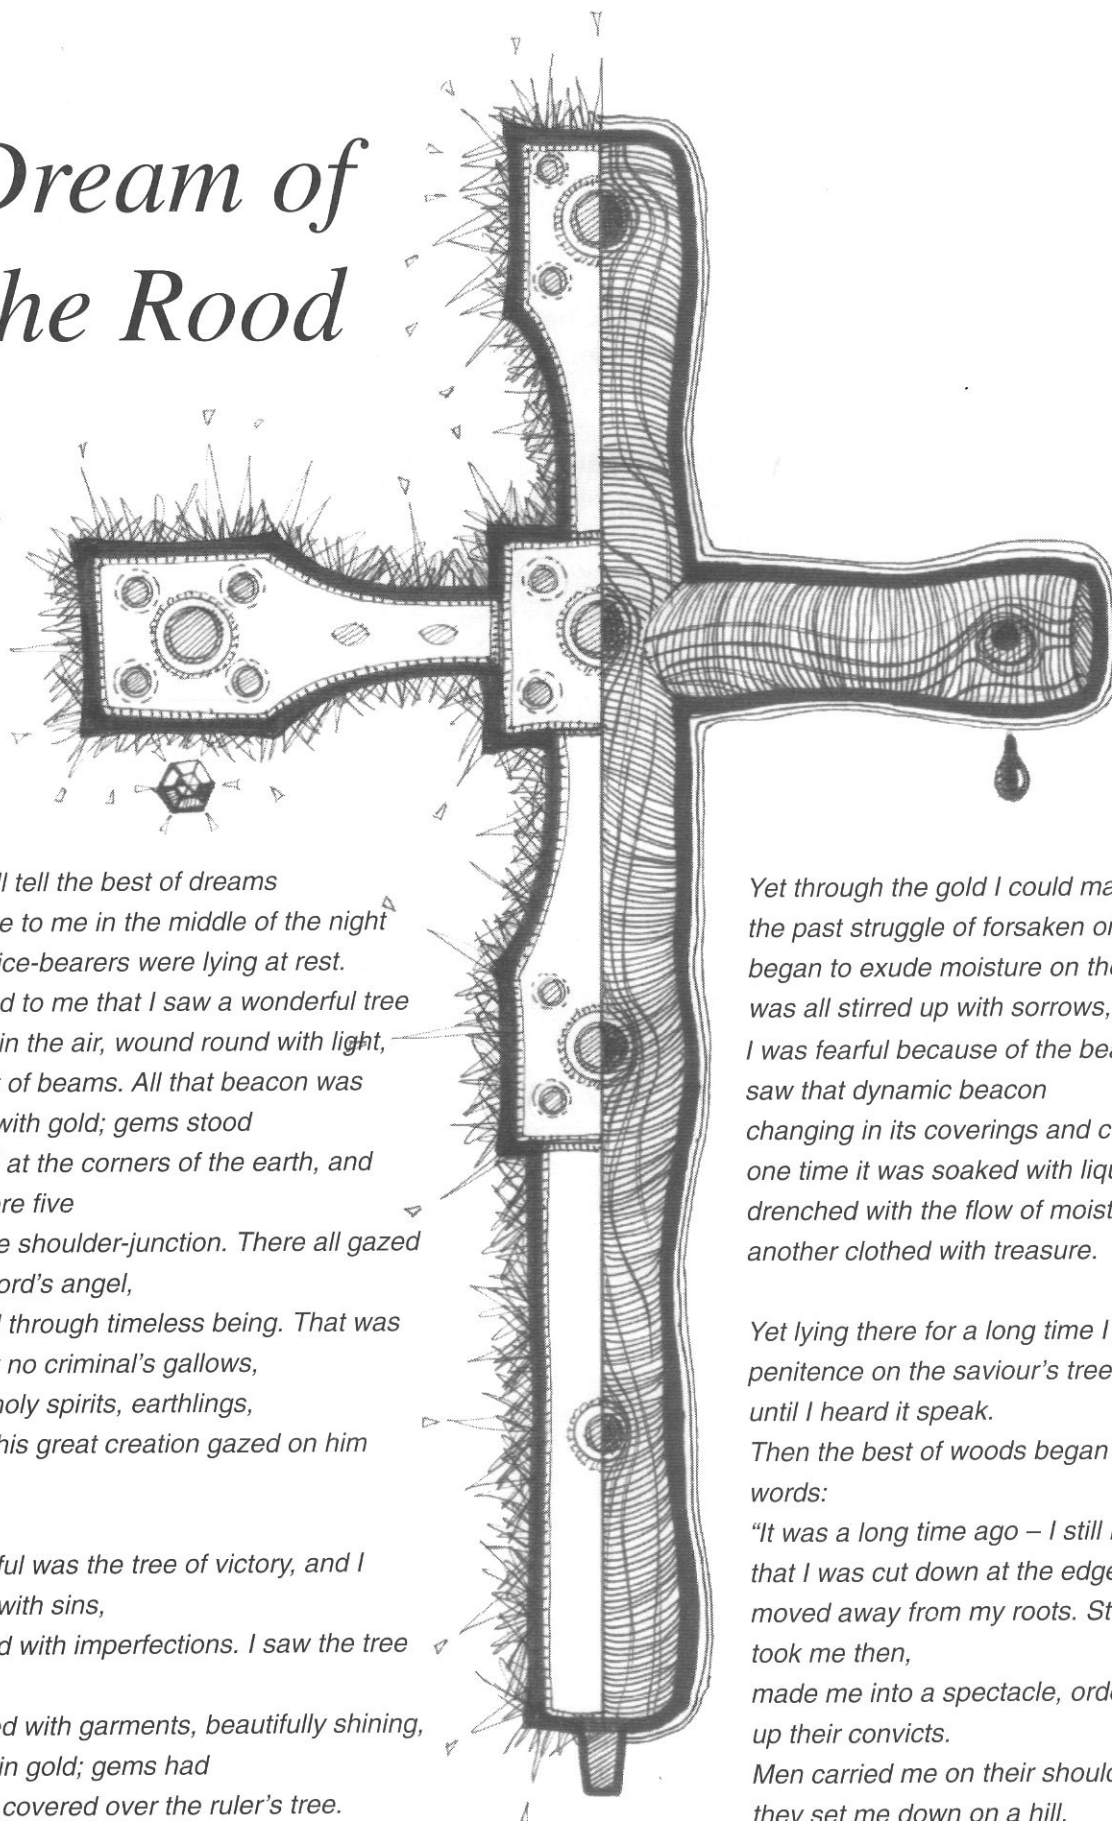 Dream of
he Rood
ll tell the best of dreams
e to me in the middle of the night
ice-bearers were lying at rest.
d to me that I saw a wonderful tree
in the air, wound round with light,
of beams. All that beacon was
with gold; gems stood
at the corners of the earth, and
re five
e shoulder-junction. There all gazed
ord's angel,
l through timeless being. That was
no criminal's gallows,
holy spirits, earthlings,
his great creation gazed on him
ful was the tree of victory, and I
with sins,
d with imperfections. I saw the tree
ed with garments, beautifully shining,
in gold; gems had
covered over the ruler's tree.
Yet through the gold I could ma
the past struggle of forsaken o
began to exude moisture on the
was all stirred up with sorrows,
I was fearful because of the bea
saw that dynamic beacon
changing in its coverings and c
one time it was soaked with liqu
drenched with the flow of moist
another clothed with treasure.
Yet lying there for a long time I
penitence on the saviour's tree
until I heard it speak.
Then the best of woods began
words:
"It was a long time ago – I still
that I was cut down at the edge
moved away from my roots. St
took me then,
made me into a spectacle, orde
up their convicts.
Men carried me on their should
they set me down on a hill.